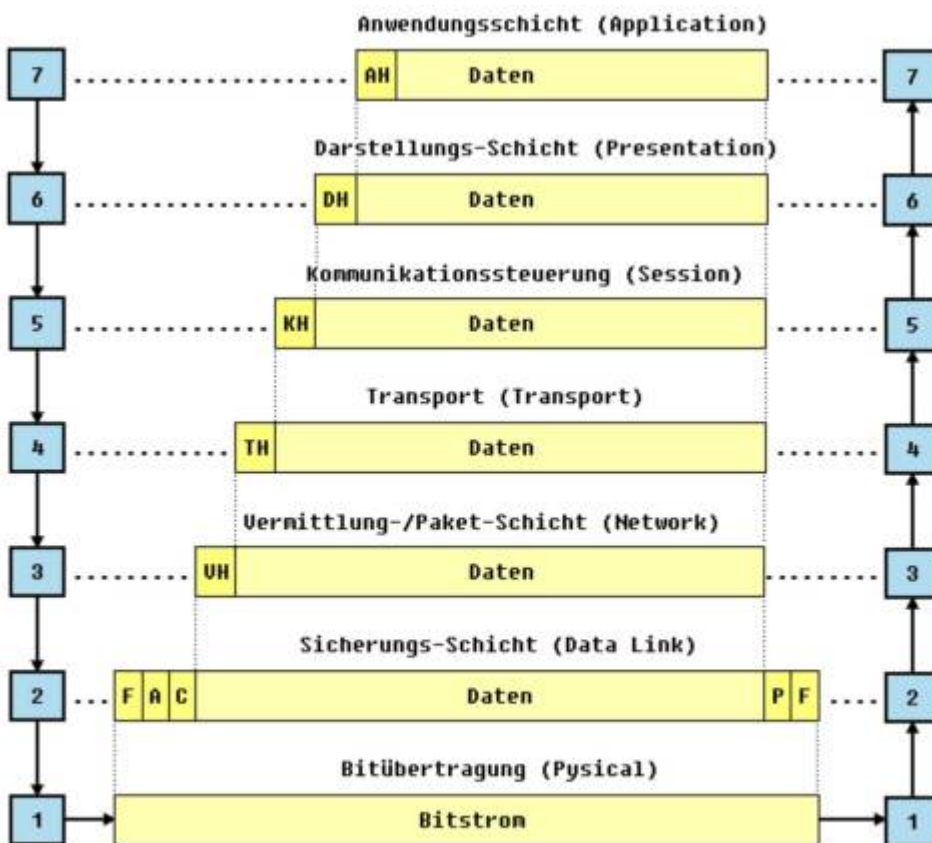 Anwendungsschicht (Application)
7 AH Daten 7
Darstellungs-Schicht (Presentation)
6 DH Daten 6
Kommunikationssteuerung (Session)
5 KH Daten 5
Transport (Transport)
4 TH Daten 4
Vermittlung-/Paket-Schicht (Network)
3 VH Daten 3
Sicherungs-Schicht (Data Link)
2 F A C Daten P F 2
Bitübertragung (Pysical)
1 Bitstrom 1